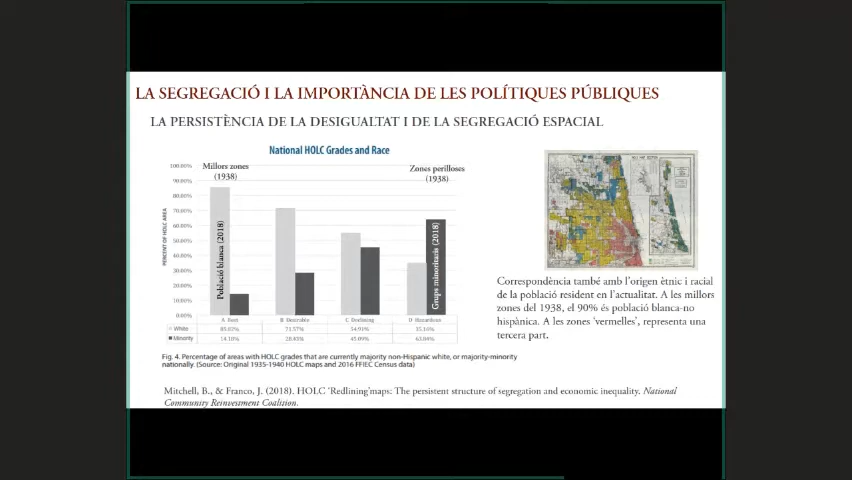 LA SEGREGACIÓ I LA IMPORTÀNCIA DE LES POLÍTIQUES PÚBLIQUES
LA PERSISTÈNCIA DE LA DESIGUALTAT I DE LA SEGREGACIÓ ESPACIAL
National HOLC Grades and Race
Millors zones
(1938)
Zones perilloses
(1938)
100.00%
90.00%
80.00%
70.00%
60.00%
50.00%
40.00%
30.00%
20.00%
10.00%
0.00%
PERCENT OF HOLC AREA
Població blanca (2018)
Grups minoritaris (2018)
A Best B Desirable C Declining D Hazardous
White 71.57%
Minority 14.18% 28.43% 45.09% 63.84%
Fig. 4. Percentage of areas with HOLC grades that are currently majority non-Hispanic white, or majority-minority
nationally. (Source: Original 1935-1940 HOLC maps and 2016 FFIEC Census data)
Correspondència també amb l'origen ètnic i racial
de la població resident en l'actualitat. A les millors
zones del 1938, el 90% és població blanca-no
hispànica. A les zones 'vermelles', representa una
tercera part.
Mitchell, B., & Franco, J. (2018). HOLC 'Redlining'maps: The persistent structure of segregation and economic inequality. National
Community Reinvestment Coalition.